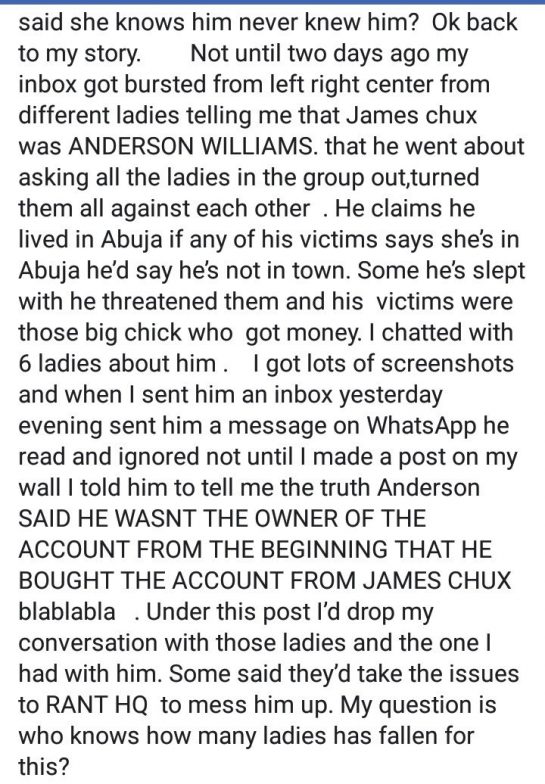 said she knows him never knew him?  Ok back
to my story.        Not until two days ago my
inbox got bursted from left right center from
different ladies telling me that James chux
was ANDERSON WILLIAMS. that he went about
asking all the ladies in the group out,turned
them all against each other  . He claims he
lived in Abuja if any of his victims says she's in
Abuja he'd say he's not in town. Some he's slept
with he threatened them and his  victims were
those big chick who  got money. I chatted with
6 ladies about him .   I got lots of screenshots
and when I sent him an inbox yesterday
evening sent him a message on WhatsApp he
read and ignored not until I made a post on my
wall I told him to tell me the truth Anderson
SAID HE WASNT THE OWNER OF THE
ACCOUNT FROM THE BEGINNING THAT HE
BOUGHT THE ACCOUNT FROM JAMES CHUX
blablabla  . Under this post I'd drop my
conversation with those ladies and the one I
had with him. Some said they'd take the issues
to RANT HQ  to mess him up. My question is
who knows how many ladies has fallen for
this?